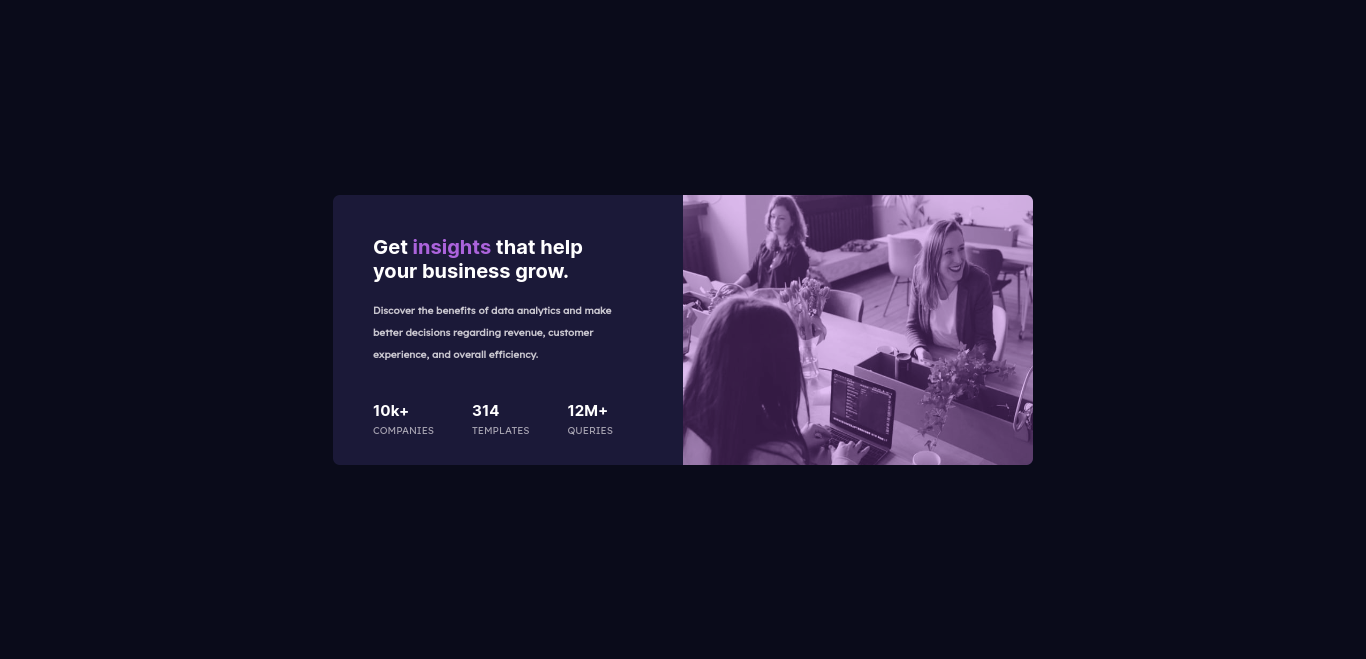 Get insights that help
your business grow.
Discover the benefits of data analytics and make
better decisions regarding revenue, customer
experience, and overall efficiency.
10k+
COMPANIES
314
TEMPLATES
12M+
QUERIES